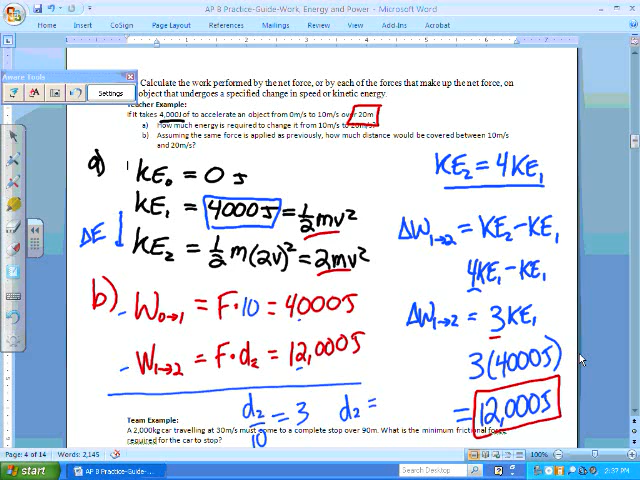 AP B Practice-Guide-Work, Energy and Power - Microsoft Word
Home
Insert
CoSign
Page Layout
References
Mailings
Review
View
Add-Ins
Acrobat
Aware Tools
Settings
Calculate the work performed by the net force, or by each of the forces that make up the net force, on
object that undergoes a specified change in speed or kinetic energy.
Teacher Example:
If it takes 4,000J of to accelerate an object from 0m/s to 10m/s over 20m
a) How much energy is required to change it from 10m/s to 20m/s?
b) Assuming the same force is applied as previously, how much distance would be covered between 10m/s
and 20m/s?
a)
KE₀ = 0 J
KE₁ = 4000J = ½mv²
ΔE ↓
KE₂ = ½m(2v)² = 2mv²
KE₂ = 4KE₁
ΔW₁→₂ = KE₂ - KE₁
4KE₁ - KE₁
ΔW₁→₂ = 3KE₁
3(4000J)
= 12,000J
b)
- W₀→₁ = F·10 = 4000J
- W₁→₂ = F·d₂ = 12,000J
d₂/10 = 3 d₂ =
Team Example:
A 2,000kg car travelling at 30m/s must come to a complete stop over 90m. What is the minimum frictional force
required for the car to stop?
Page: 4 of 14
Words: 2,145
100%
start
AP B Practice-Guide-...
Search Desktop
2:37 PM